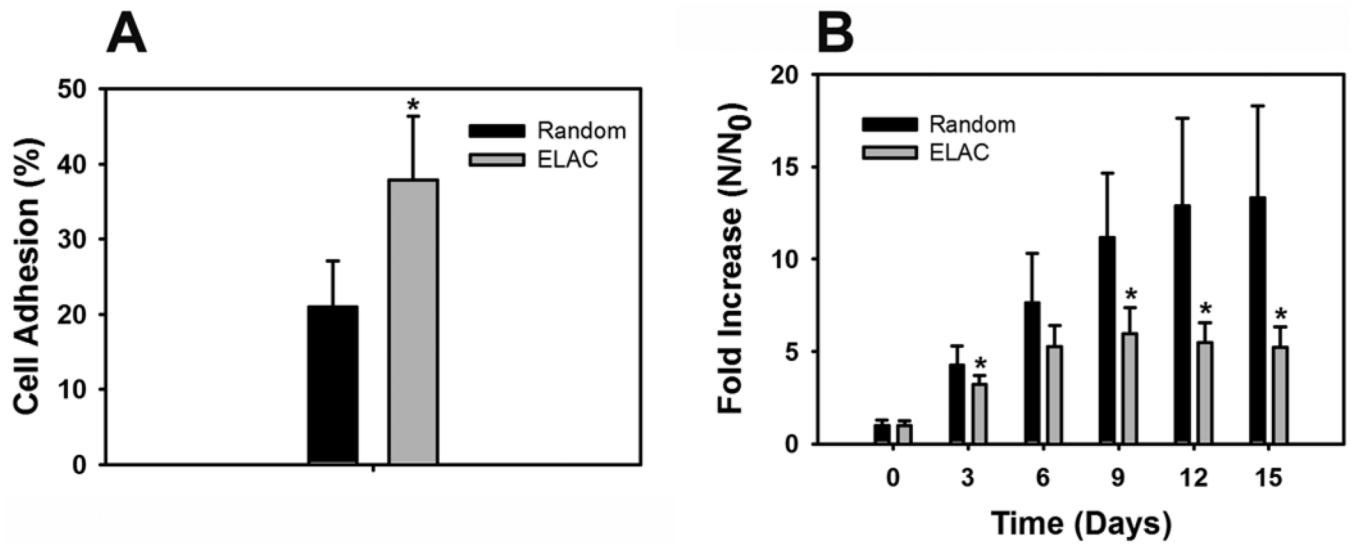 A
Cell Adhesion (%)
50
40
30
20
10
0
*
Random
ELAC
B
Fold Increase (N/N₀)
20
15
10
5
0
Random
ELAC
*
*
*
*
0 3 6 9 12 15
Time (Days)